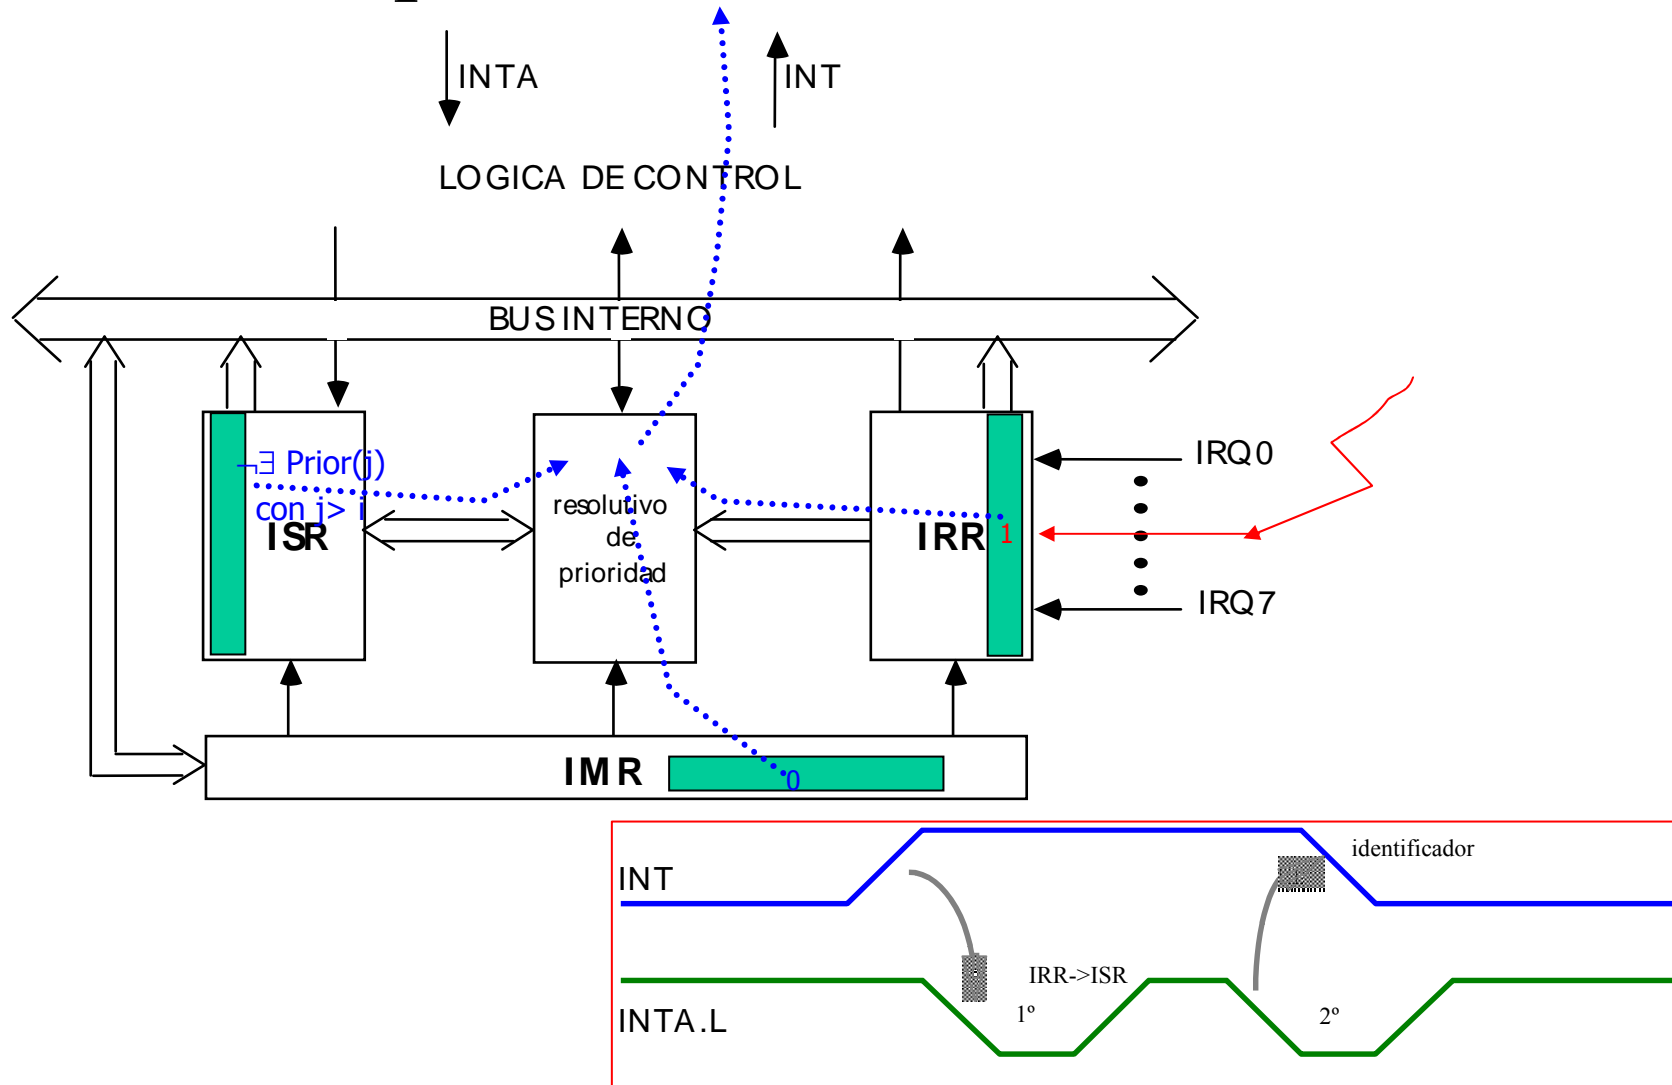 INTA
INT
LOGICA DE CONTROL
BUS INTERNO
¬∃ Prior(j)
con j> i
ISR
resolutivo
de
prioridad
IRR
1
IRQ0
IRQ7
IMR
0
INT
identificador
IRR->ISR
1º
2º
INTA.L